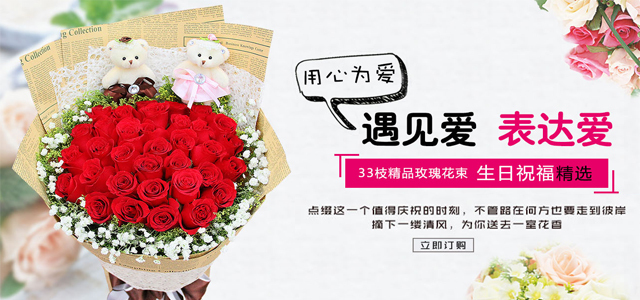 ng Collection
Collection
用心为爱
遇见爱 表达爱
33枝精品玫瑰花束 生日祝福精选
点缀这一个值得庆祝的时刻，不管路在何方也要走到彼岸
摘下一缕清风，为你送去一室花香
立即订购